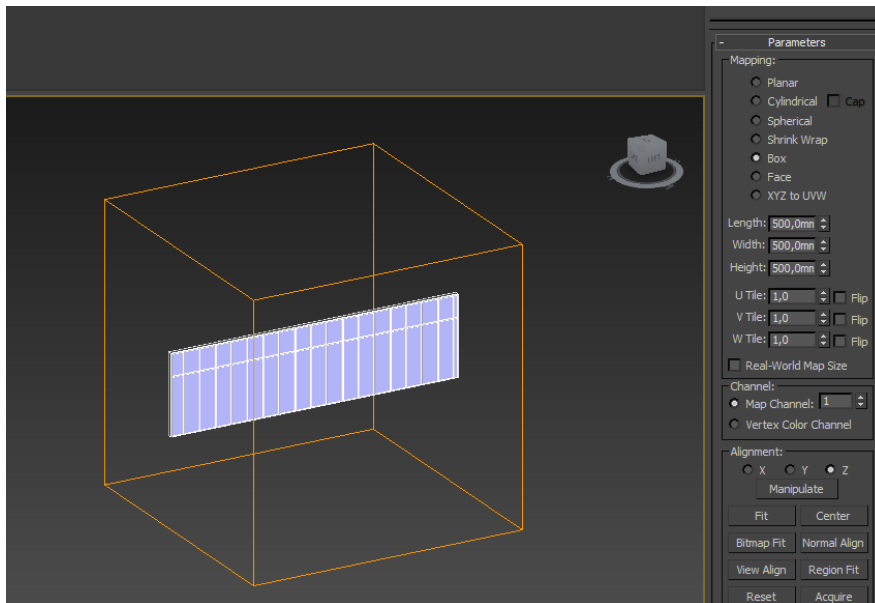 - Parameters
Mapping:
Planar
Cylindrical Cap
Spherical
Shrink Wrap
Box
Face
XYZ to UVW
Length: 500,0mn
Width: 500,0mn
Height: 500,0mn
U Tile: 1,0 Flip
V Tile: 1,0 Flip
W Tile: 1,0 Flip
Real-World Map Size
Channel:
Map Channel: 1
Vertex Color Channel
Alignment:
X Y Z
Manipulate
Fit Center
Bitmap Fit Normal Align
View Align Region Fit
Reset Acquire